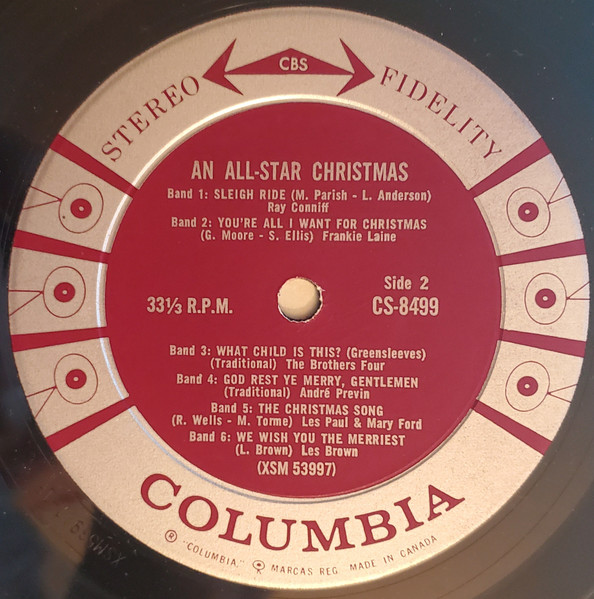 CBS
STEREO FIDELITY
AN ALL-STAR CHRISTMAS
Band 1: SLEIGH RIDE (M. Parish - L. Anderson)
Ray Conniff
Band 2: YOU'RE ALL I WANT FOR CHRISTMAS
(G. Moore - S. Ellis) Frankie Laine
Side 2
33⅓ R.P.M.
CS-8499
Band 3: WHAT CHILD IS THIS? (Greensleeves)
(Traditional) The Brothers Four
Band 4: GOD REST YE MERRY, GENTLEMEN
(Traditional) André Previn
Band 5: THE CHRISTMAS SONG
(R. Wells - M. Torme) Les Paul & Mary Ford
Band 6: WE WISH YOU THE MERRIEST
(L. Brown) Les Brown
(XSM 53997)
COLUMBIA
® "COLUMBIA," MARCAS REG. MADE IN CANADA